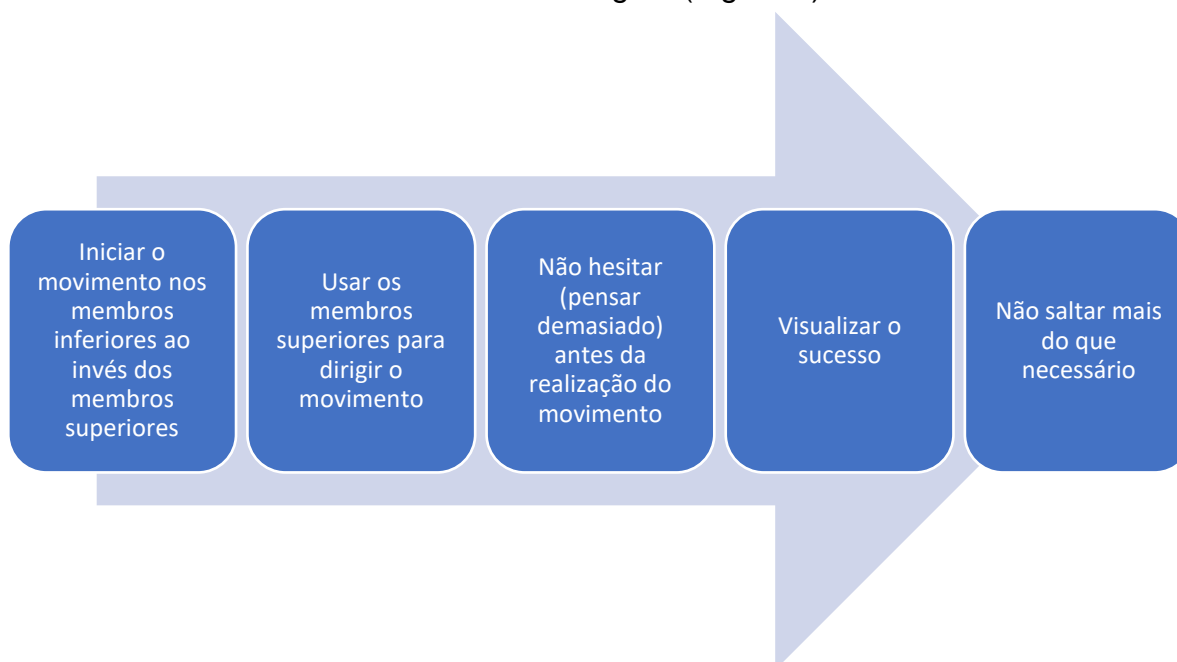 Iniciar o
movimento nos
membros
inferiores ao
invés dos
membros
superiores
Usar os
membros
superiores para
dirigir o
movimento
Não hesitar
(pensar
demasiado)
antes da
realização do
movimento
Visualizar o
sucesso
Não saltar mais
do que
necessário